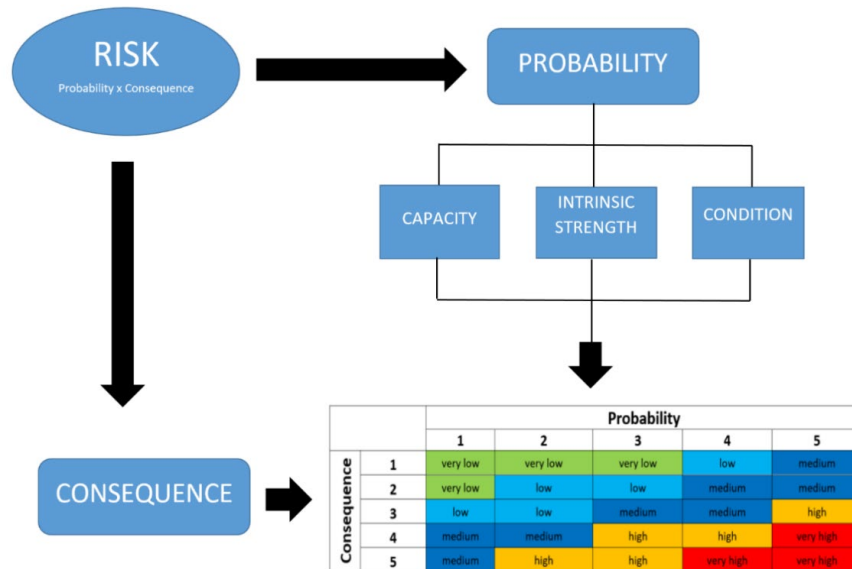 RISK
Probability x Consequence
PROBABILITY
CAPACITY
INTRINSIC
STRENGTH
CONDITION
CONSEQUENCE
Probability
1 2 3 4 5
Consequence
1 very low very low very low low medium
2 very low low low medium medium
3 low low medium medium high
4 medium medium high high very high
5 medium high high very high very high